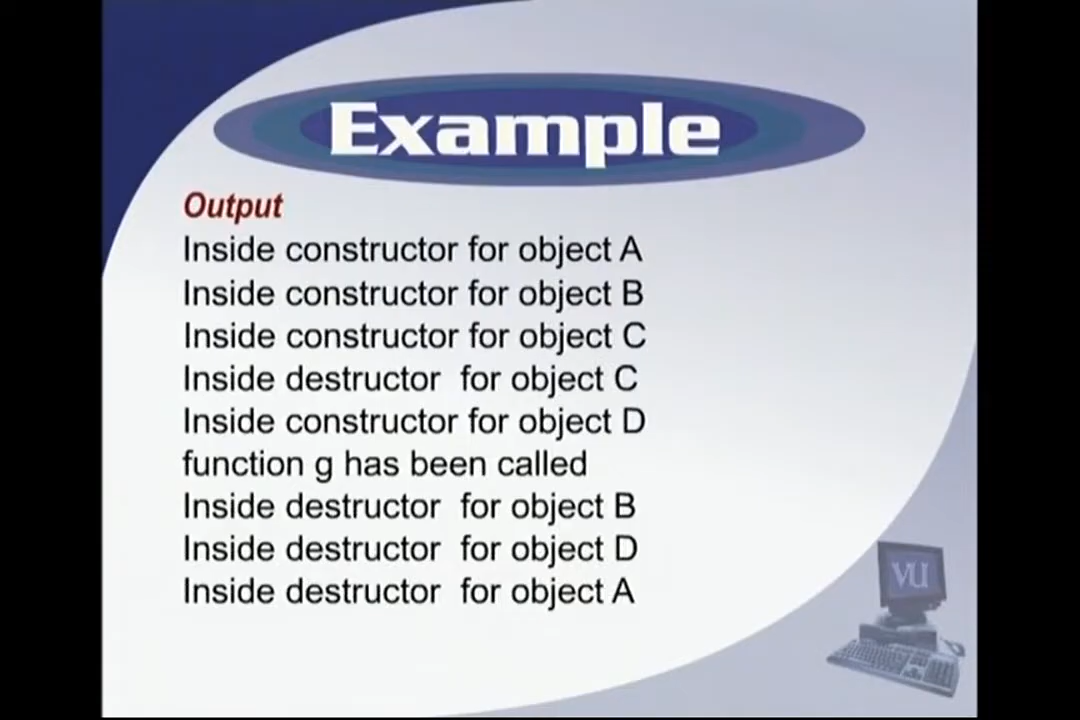 Example
Output
Inside constructor for object A
Inside constructor for object B
Inside constructor for object C
Inside destructor  for object C
Inside constructor for object D
function g has been called
Inside destructor  for object B
Inside destructor  for object D
Inside destructor  for object A
VU